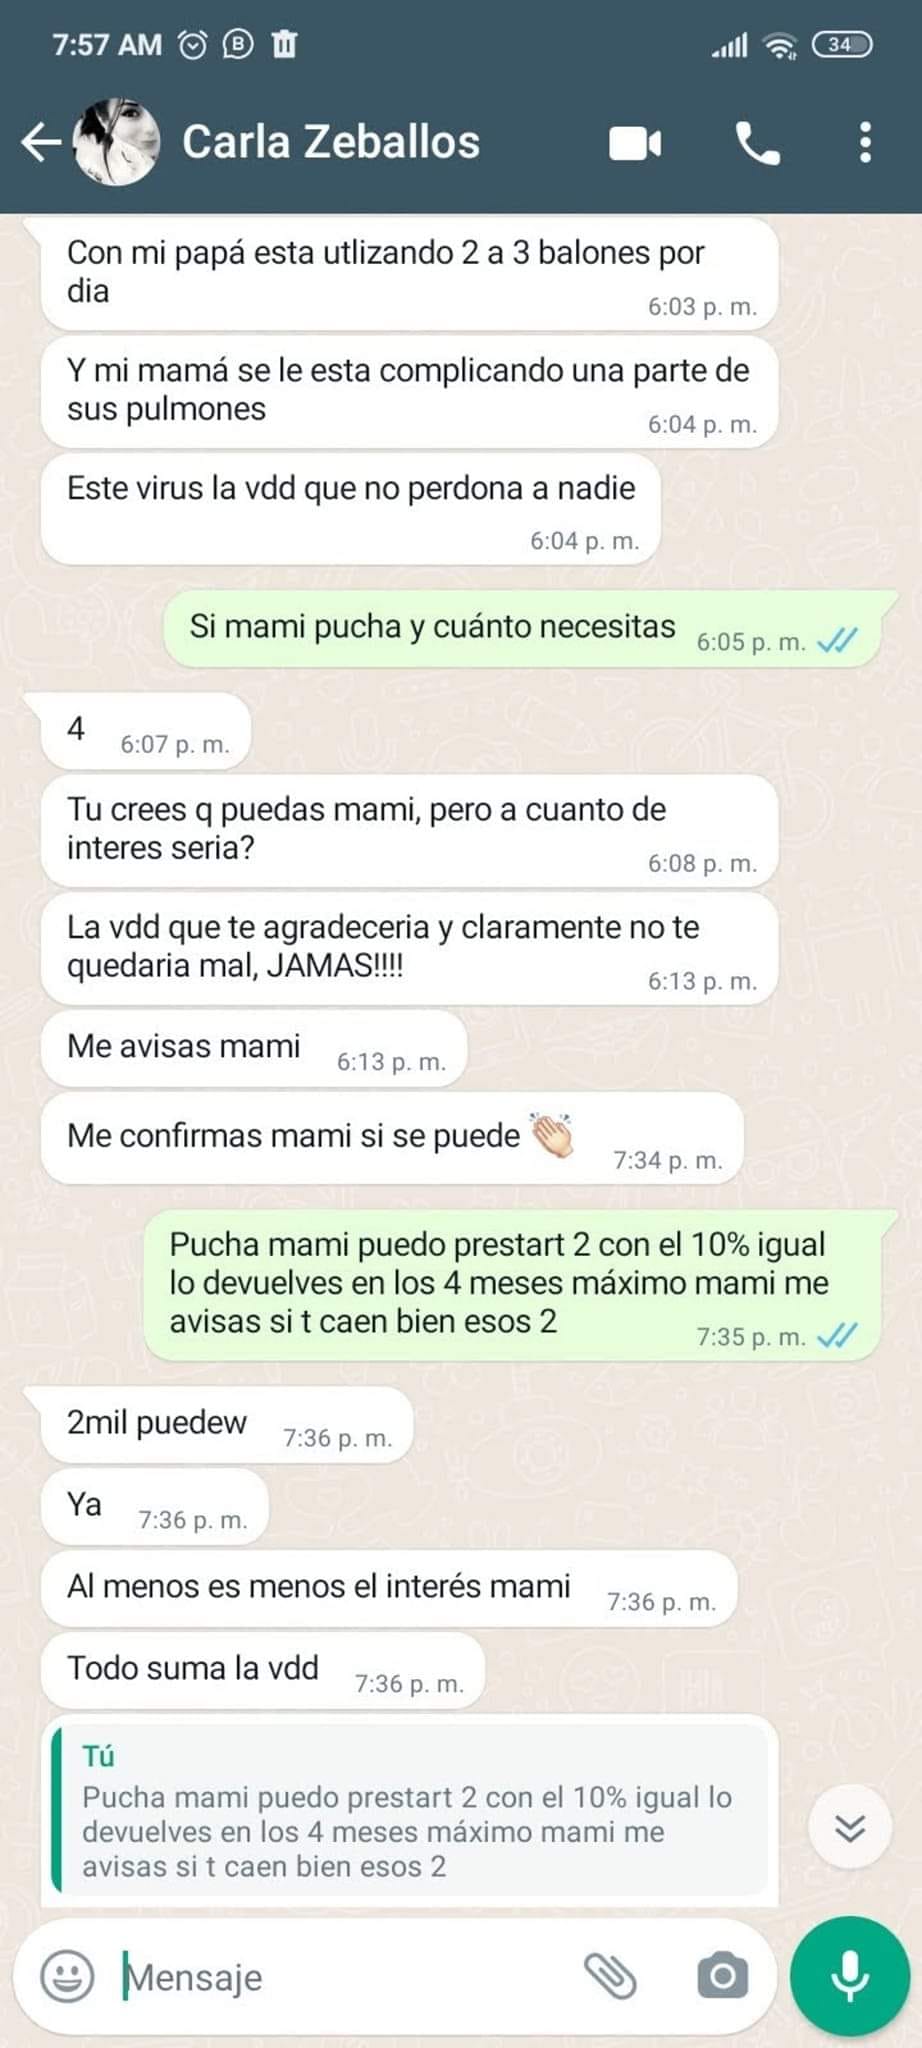 7:57 AM B 34
Carla Zeballos
Con mi papá esta utlizando 2 a 3 balones por
dia
6:03 p. m.
Y mi mamá se le esta complicando una parte de
sus pulmones
6:04 p. m.
Este virus la vdd que no perdona a nadie
6:04 p. m.
Si mami pucha y cuánto necesitas 6:05 p. m.
4 6:07 p. m.
Tu crees q puedas mami, pero a cuanto de
interes seria?
6:08 p. m.
La vdd que te agradeceria y claramente no te
quedaria mal, JAMAS!!!!
6:13 p. m.
Me avisas mami 6:13 p. m.
Me confirmas mami si se puede 👏🏻 7:34 p. m.
Pucha mami puedo prestart 2 con el 10% igual
lo devuelves en los 4 meses máximo mami me
avisas si t caen bien esos 2 7:35 p. m.
2mil puedew 7:36 p. m.
Ya 7:36 p. m.
Al menos es menos el interés mami 7:36 p. m.
Todo suma la vdd 7:36 p. m.
Tú
Pucha mami puedo prestart 2 con el 10% igual lo
devuelves en los 4 meses máximo mami me
avisas si t caen bien esos 2
Mensaje